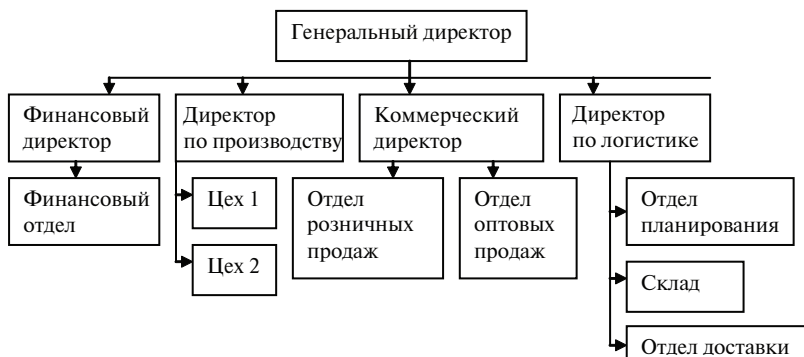 Генеральный директор
Финансовый
директор
Директор
по производству
Коммерческий
директор
Директор
по логистике
Финансовый
отдел
Цех 1
Цех 2
Отдел
розничных
продаж
Отдел
оптовых
продаж
Отдел
планирования
Склад
Отдел доставки